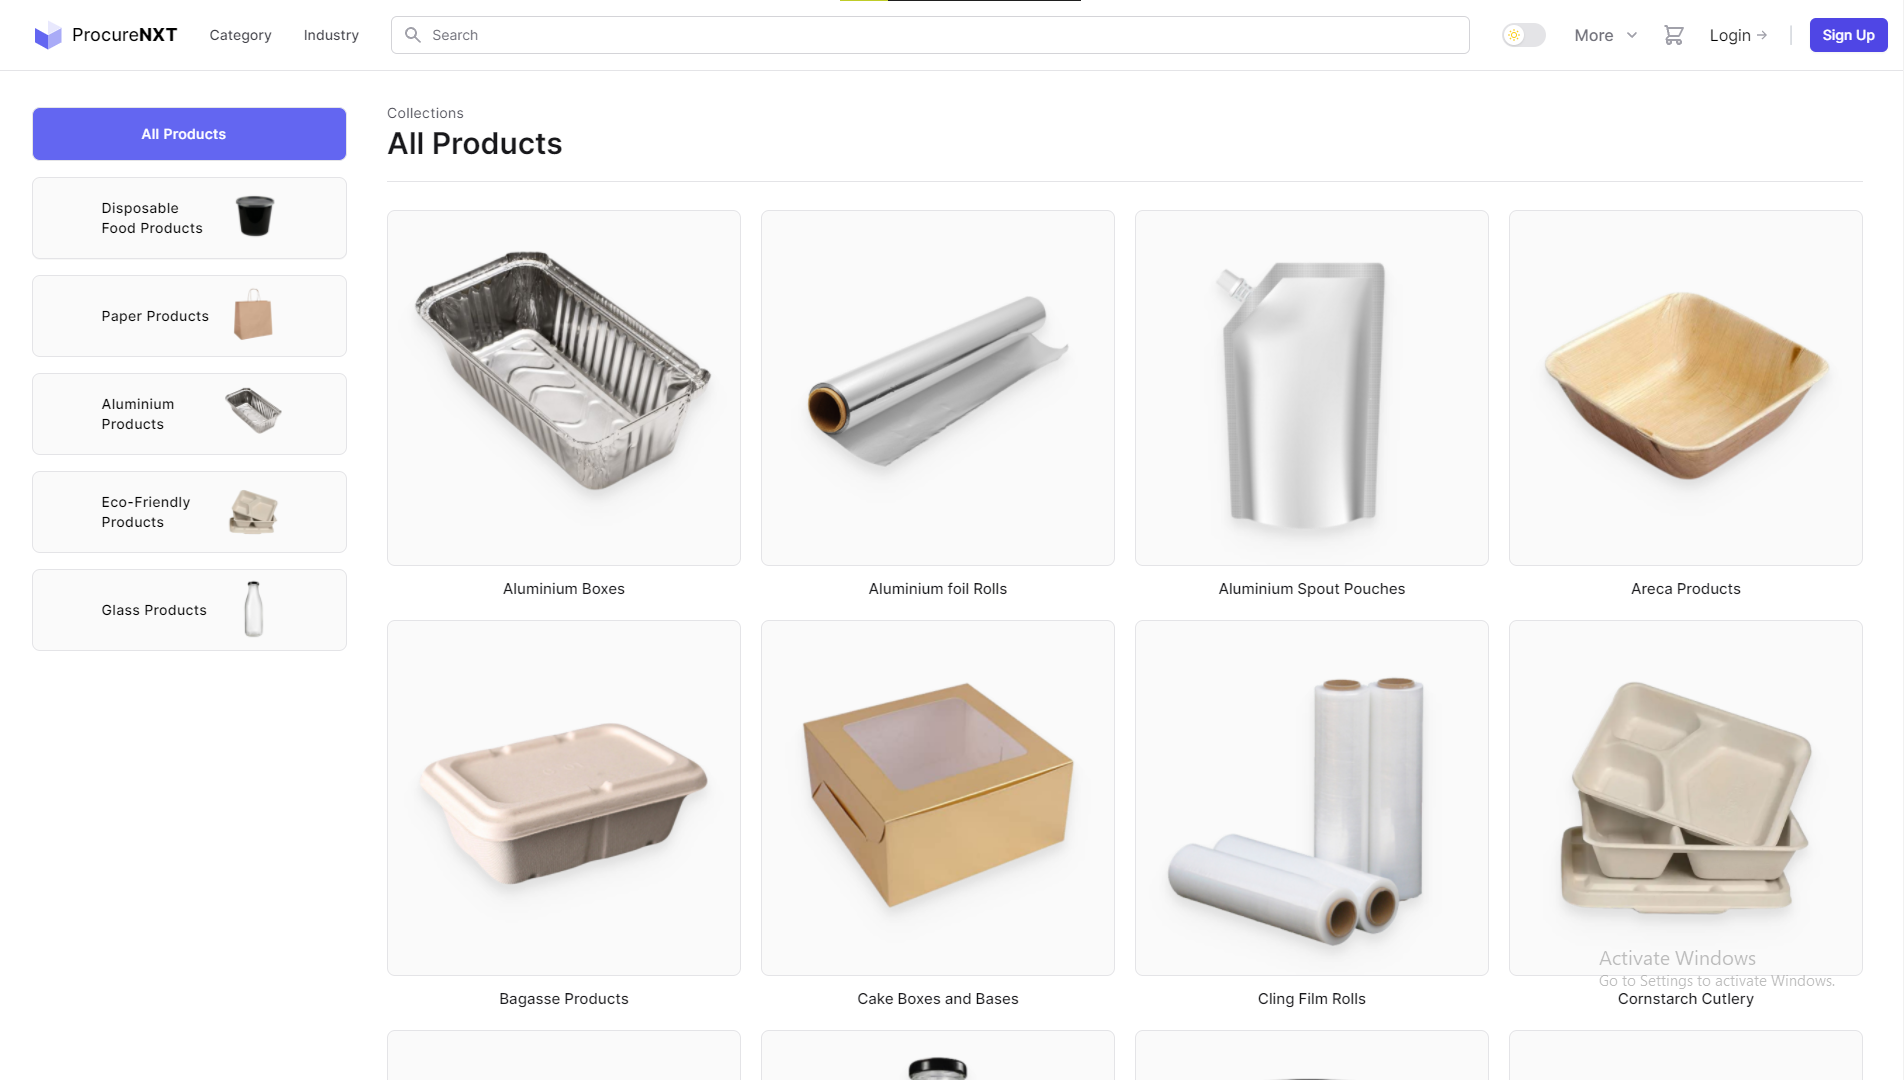 ProcureNXT
Category
Industry
Search
More
Login →
Sign Up
All Products
Disposable
Food Products
Paper Products
Aluminium
Products
Eco-Friendly
Products
Glass Products
Collections
All Products
Aluminium Boxes
Aluminium foil Rolls
Aluminium Spout Pouches
Areca Products
Bagasse Products
Cake Boxes and Bases
Cling Film Rolls
Cornstarch Cutlery
Activate Windows
Go to Settings to activate Windows.